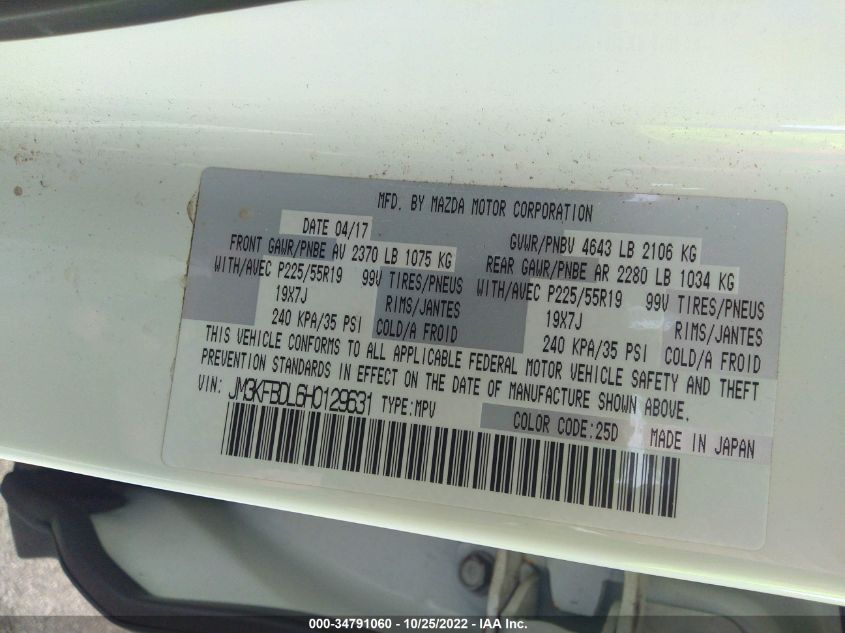 MFD. BY MAZDA MOTOR CORPORATION
DATE 04/17 GVWR/PNBV 4643 LB 2106 KG
FRONT GAWR/PNBE AV 2370 LB 1075 KG REAR GAWR/PNBE AR 2280 LB 1034 KG
WITH/AVEC P225/55R19 99V TIRES/PNEUS WITH/AVEC P225/55R19 99V TIRES/PNEUS
19X7J RIMS/JANTES 19X7J RIMS/JANTES
240 KPA/35 PSI COLD/A FROID 240 KPA/35 PSI COLD/A FROID
THIS VEHICLE CONFORMS TO ALL APPLICABLE FEDERAL MOTOR VEHICLE SAFETY AND THEFT
PREVENTION STANDARDS IN EFFECT ON THE DATE OF MANUFACTURE SHOWN ABOVE.
VIN: JM3KFBDL6H0129631 TYPE:MPV
COLOR CODE:25D MADE IN JAPAN
000-34791060 - 10/25/2022 - IAA Inc.